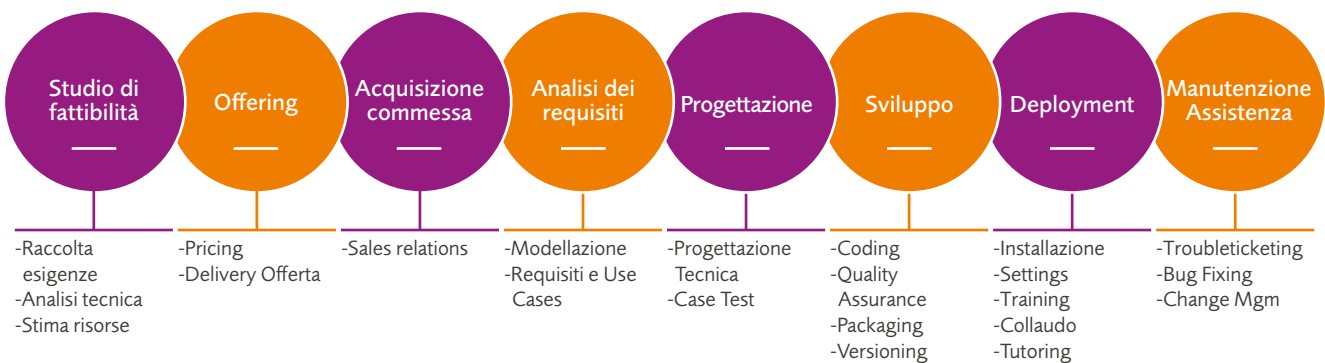 Studio di
fattibilità
Offering
Acquisizione
commessa
Analisi dei
requisiti
Progettazione
Sviluppo
Deployment
Manutenzione
Assistenza
-Raccolta
esigenze
-Analisi tecnica
-Stima risorse
-Pricing
-Delivery Offerta
-Sales relations
-Modellazione
-Requisiti e Use
Cases
-Progettazione
Tecnica
-Case Test
-Coding
-Quality
Assurance
-Packaging
-Versioning
-Installazione
-Settings
-Training
-Collaudo
-Tutoring
-Troubleticketing
-Bug Fixing
-Change Mgm